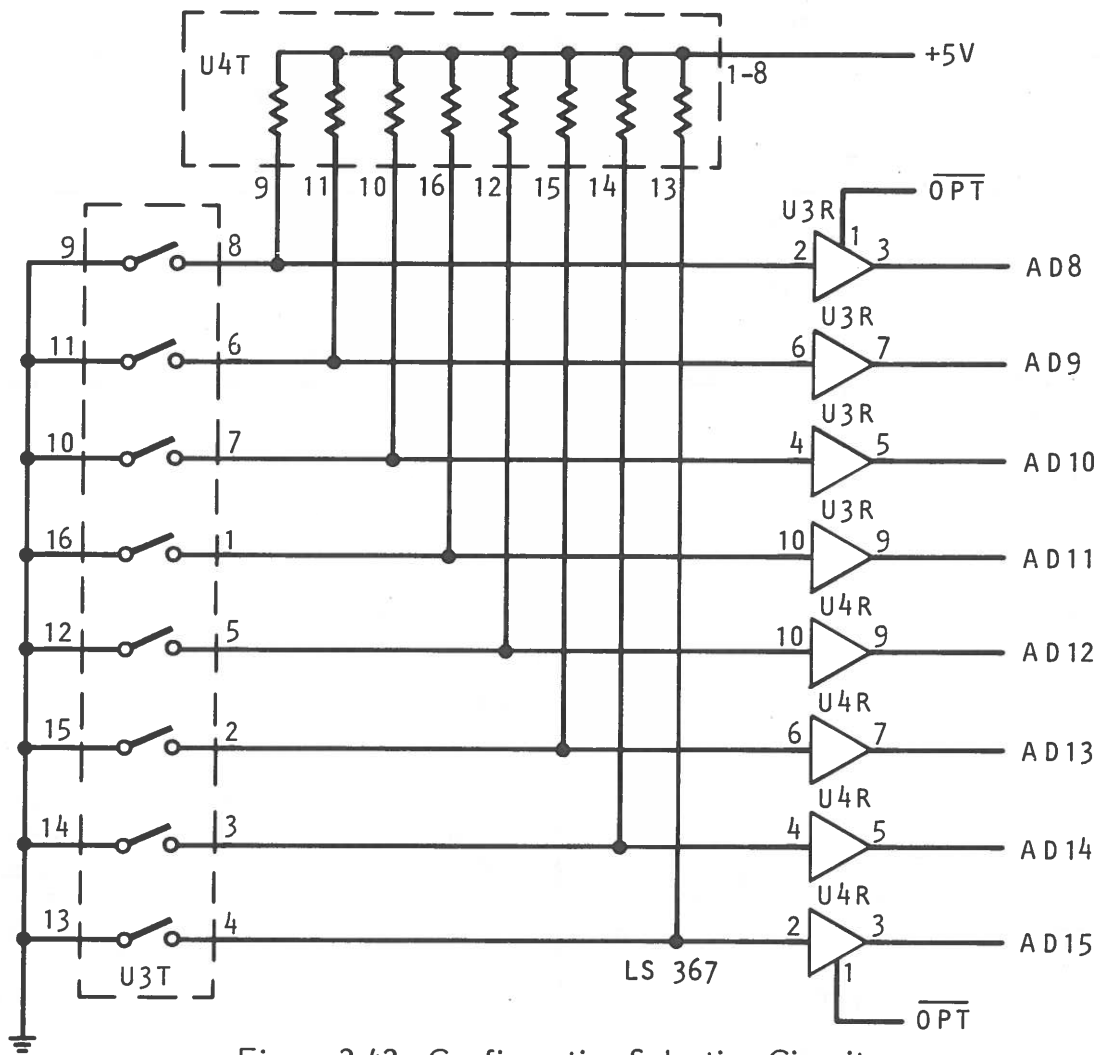 U4T
+5V
1-8
9 11 10 16 12 15 14 13
OPT
U3R
1
9 8 2 3 AD8
U3R
11 6 6 7 AD9
U3R
10 7 4 5 AD10
U3R
16 1 10 9 AD11
U4R
12 5 10 9 AD12
U4R
15 2 6 7 AD13
U4R
14 3 4 5 AD14
U4R
13 4 2 3 AD15
U3T
LS 367
1
OPT